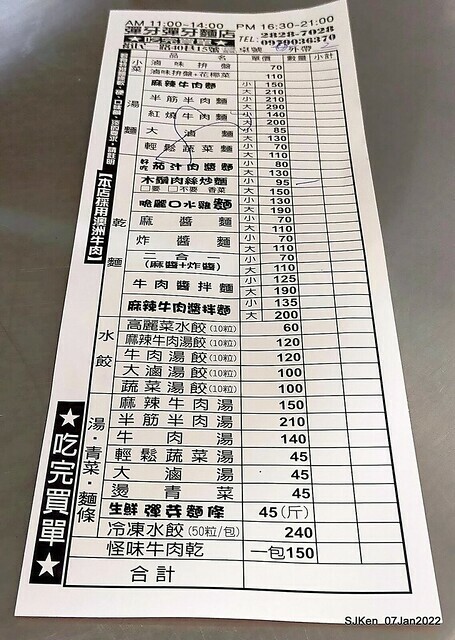 AM 11:00-14:00 PM 16:30-21:00
彈牙彈牙麵店
★吃完買單★
TEL: 2828-7028
0979036370
路40巷15號 桌號 外帶
品名 單價 數量 小計
小菜
滷味拼盤 70
滷味拼盤+花椰菜 110
湯麵
麻辣牛肉麵 小 150
大 210
半筋半肉麵 小 210
大 290
紅燒牛肉麵 小 140
大 200
大滷麵 小 85
大 130
輕鬆蔬菜麵 小 70
大 110
好吃 茄汁肉醬麵 小 80
大 130
木鬚肉絲炒麵 小 95
□要 □不要 香菜 大 150
脆麗口水雞麵 小 130
大 190
乾麵
麻醬麵 小 70
大 110
炸醬麵 小 70
大 110
二合一 小 70
(麻醬+炸醬) 大 110
牛肉醬拌麵 小 125
大 190
麻辣牛肉醬拌麵 小 135
大 200
水餃
高麗菜水餃(10粒) 60
麻辣牛肉湯餃(10粒) 120
牛肉湯餃(10粒) 120
大滷湯餃(10粒) 100
蔬菜湯餃(10粒) 100
湯・青菜・麵條
麻辣牛肉湯 150
半筋半肉湯 210
牛肉湯 140
輕鬆蔬菜湯 45
大滷湯 45
燙青菜 45
生鮮彈牙麵條 45(斤)
冷凍水餃(50粒/包) 240
怪味牛肉乾 一包150
合計
【本店採用澳洲牛肉】
★吃完買單★
SJKen_07Jan2022